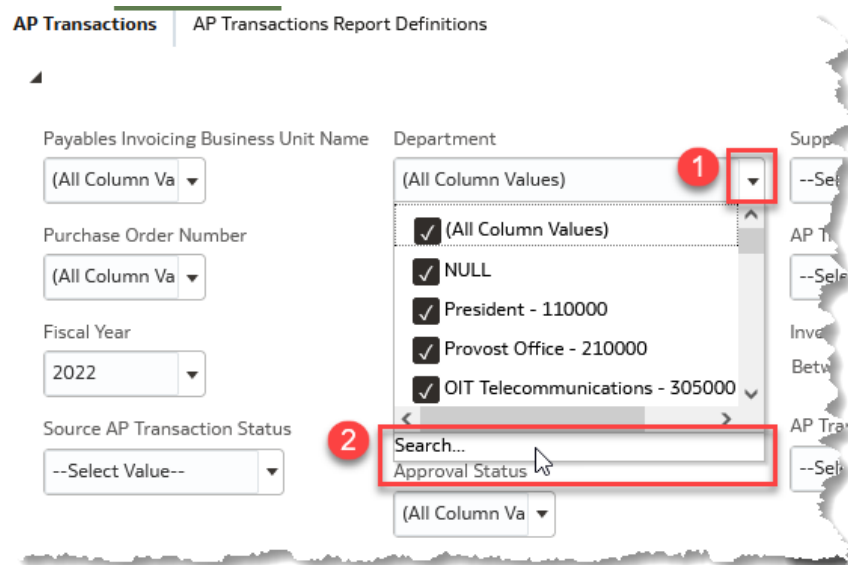 AP Transactions AP Transactions Report Definitions
Payables Invoicing Business Unit Name Department
(All Column Va (All Column Values) 1
Purchase Order Number (All Column Values) AP
(All Column Va NULL
President - 110000
Fiscal Year Provost Office - 210000
2022 OIT Telecommunications - 305000
Source AP Transaction Status 2 Search... AP
--Select Value-- Approval Status
(All Column Va